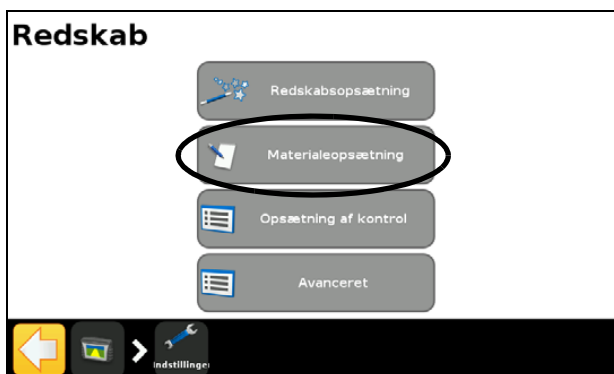 Redskab
Redskabsopsætning
Materialeopsætning
Opsætning af kontrol
Avanceret
Indstillinger